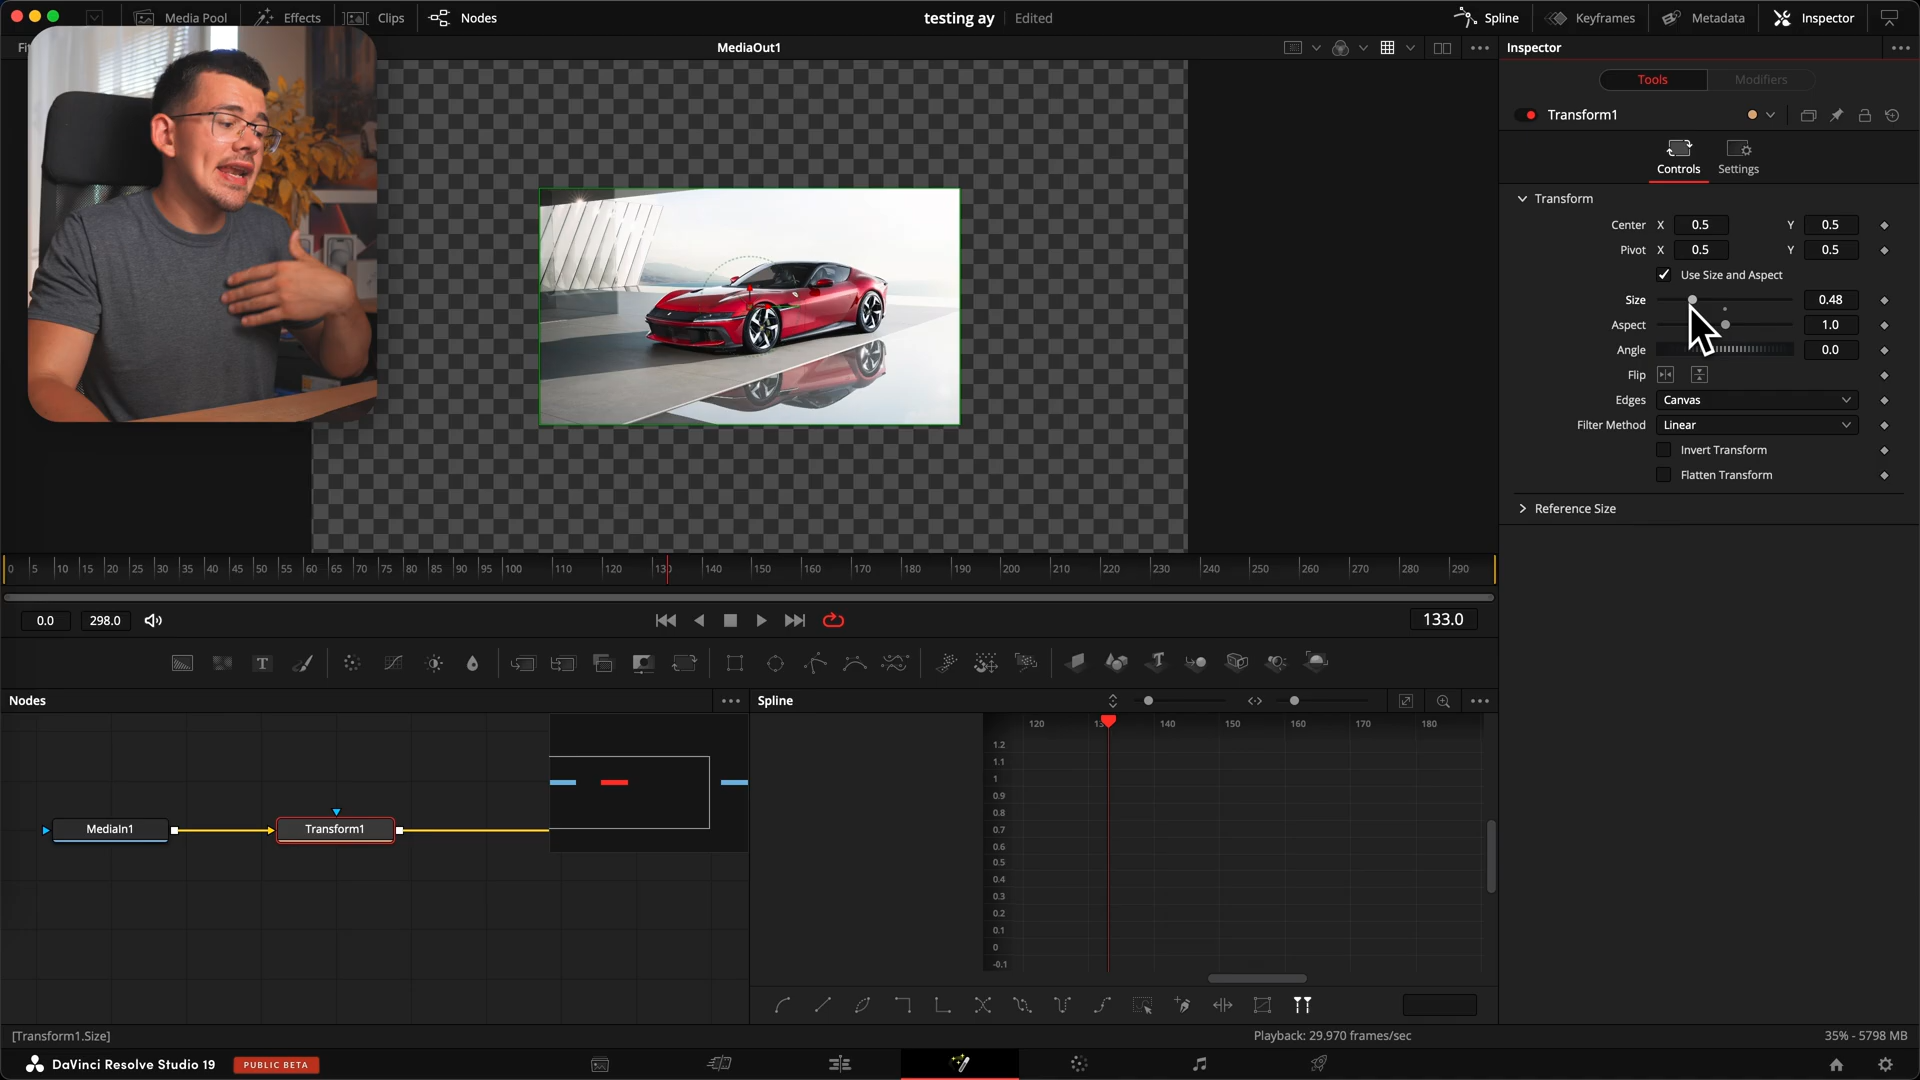 Media Pool
Effects
Clips
Nodes
testing ay
Edited
Spline
Keyframes
Metadata
Inspector
MediaOut1
Inspector
Tools
Modifiers
Transform1
Controls
Settings
Transform
Center X 0.5 Y 0.5
Pivot X 0.5 Y 0.5
Use Size and Aspect
Size 0.48
Aspect 1.0
Angle 0.0
Flip
Edges Canvas
Filter Method Linear
Invert Transform
Flatten Transform
Reference Size
0 5 10 15 20 25 30 35 40 45 50 55 60 65 70 75 80 85 90 95 100 110 120 130 140 150 160 170 180 190 200 210 220 230 240 250 260 270 280 290
0.0 298.0 133.0
Nodes
Spline
120 140 150 160 170 180
1.2
1.1
1
0.9
0.8
0.7
0.6
0.5
0.4
0.3
0.2
0.1
0
-0.1
MediaIn1
Transform1
[Transform1.Size]
Playback: 29.970 frames/sec
35% - 5798 MB
DaVinci Resolve Studio 19
PUBLIC BETA